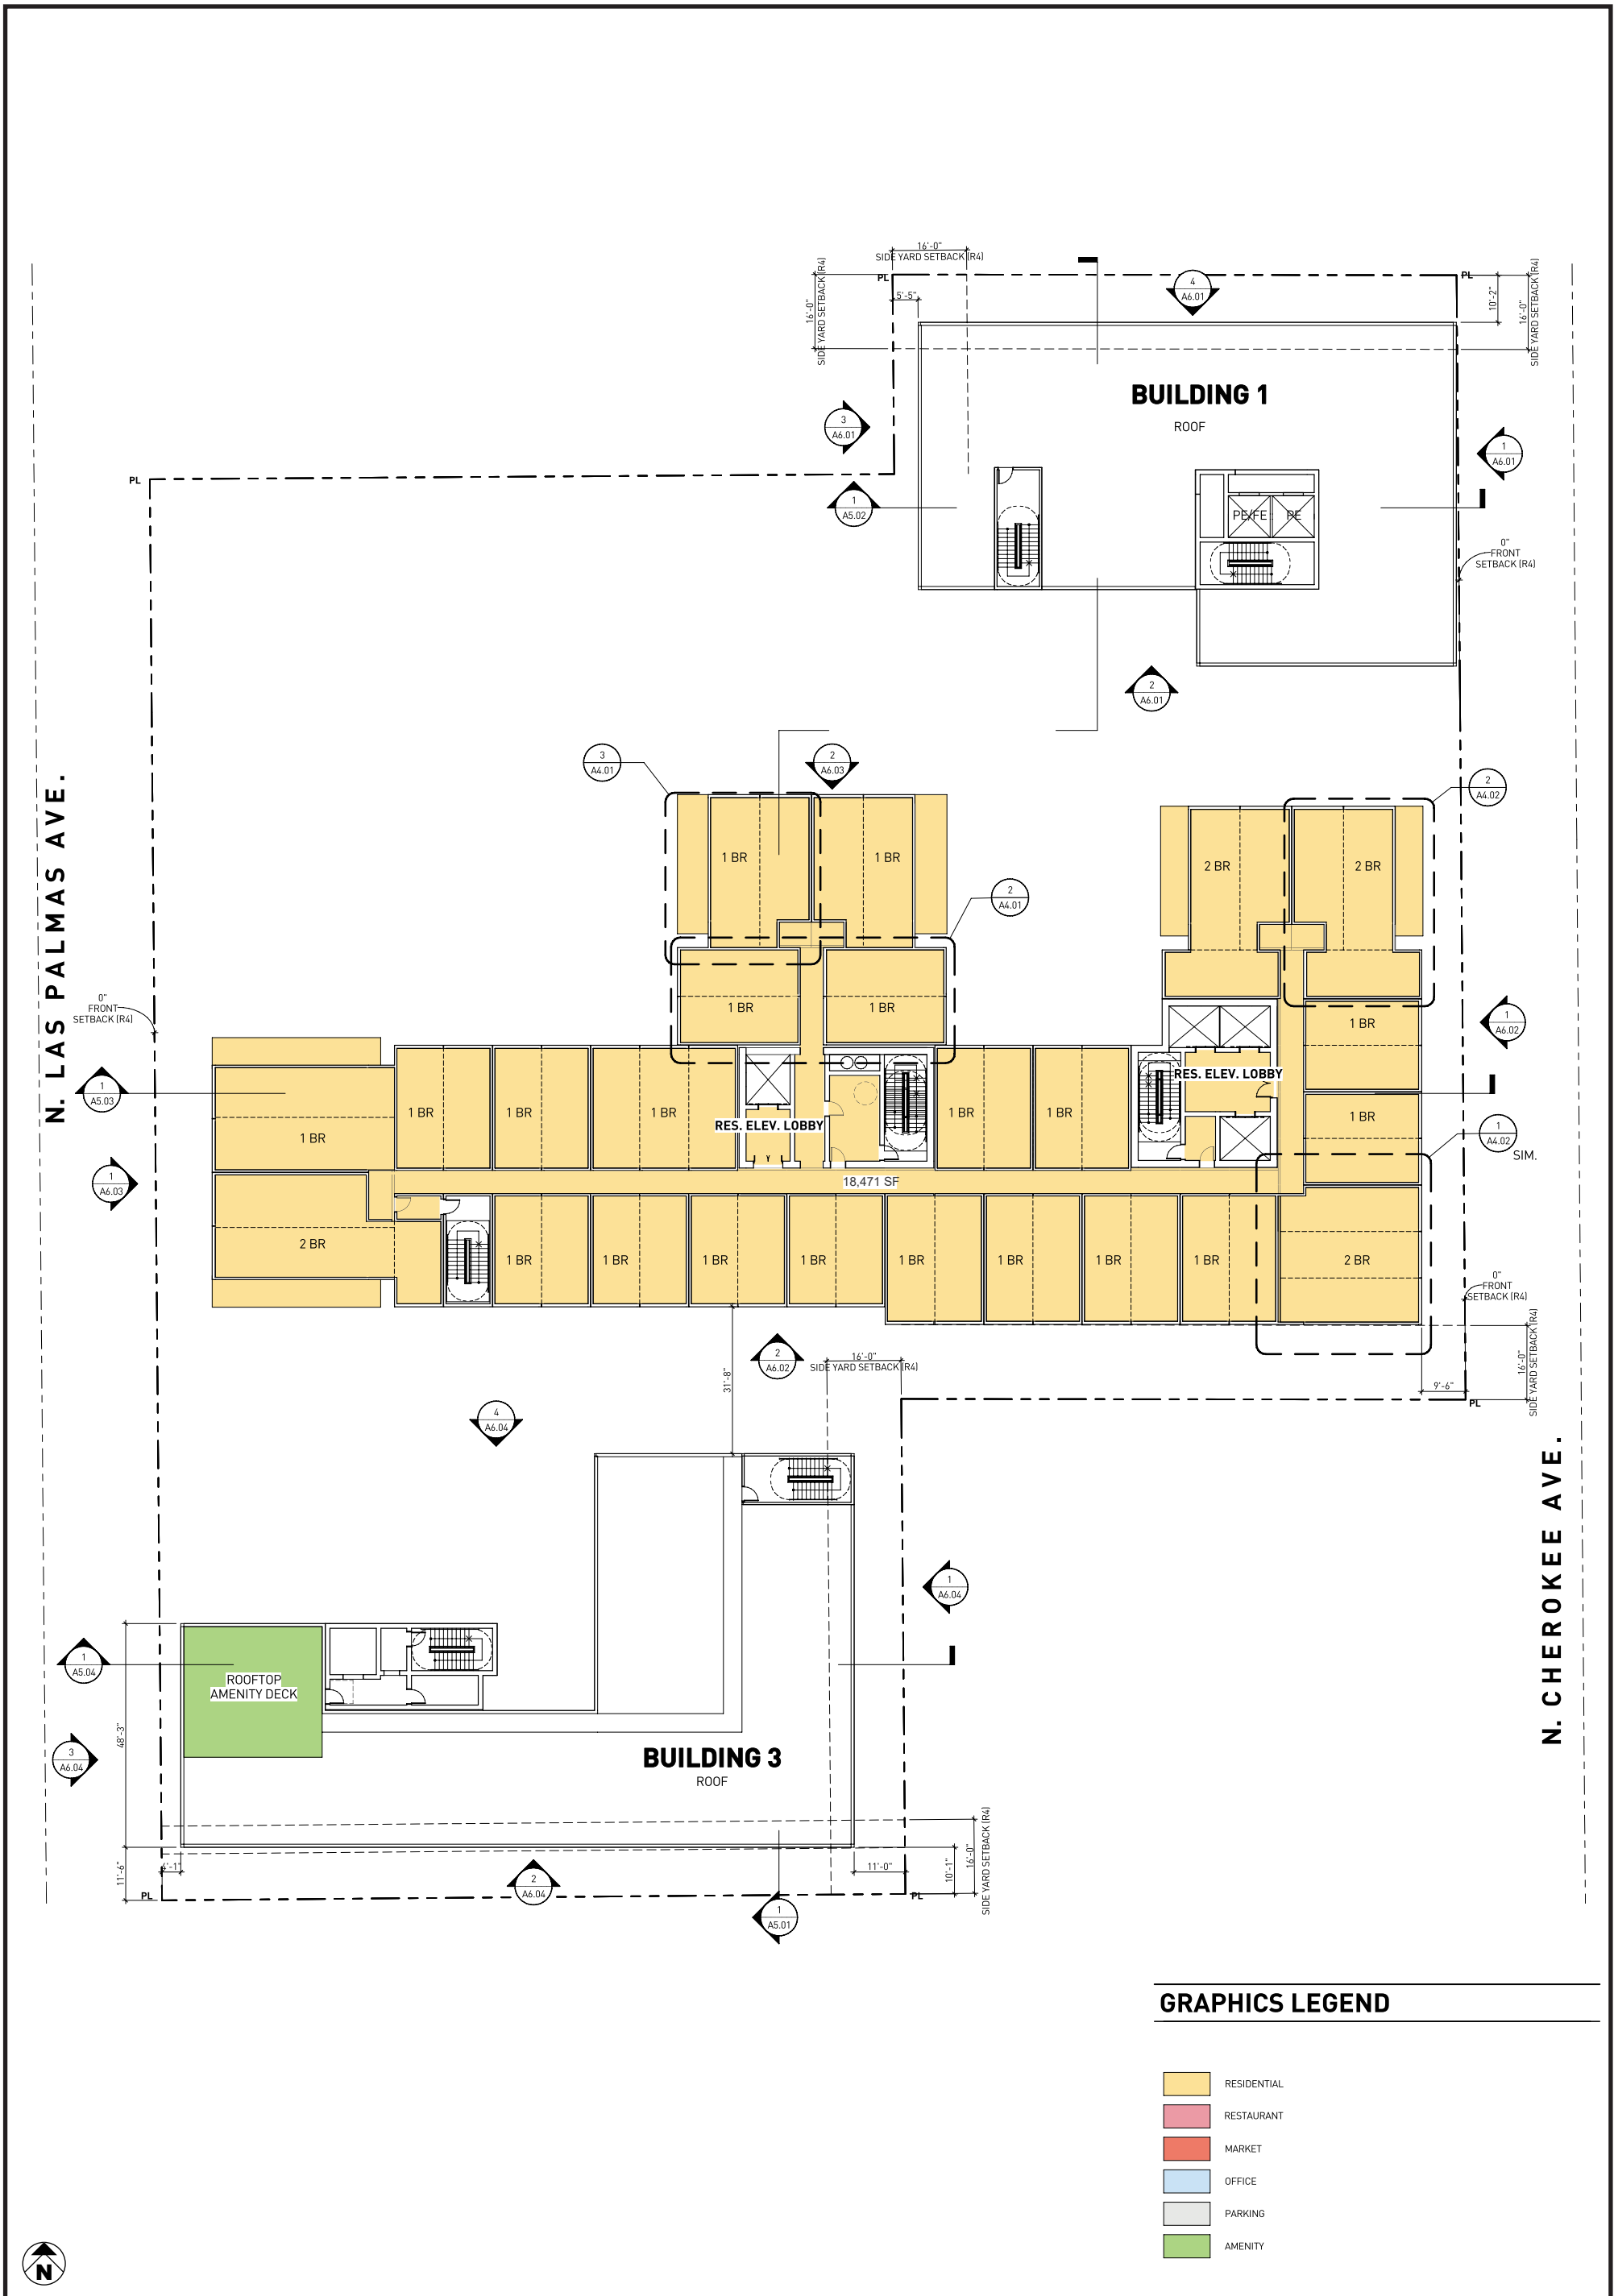 16'-0"
SIDE YARD SETBACK (R4)
PL
PL
5'-5"
16'-0"
SIDE YARD SETBACK (R4)
4
A6.01
10'-2"
16'-0"
SIDE YARD SETBACK (R4)
BUILDING 1
ROOF
3
A6.01
1
A6.01
PL
1
A5.02
PE/FE
PE
0"
FRONT
SETBACK (R4)
2
A6.01
3
A4.01
2
A6.03
2
A4.02
N. LAS PALMAS AVE.
1 BR
1 BR
2 BR
2 BR
2
A4.01
0"
FRONT
SETBACK (R4)
1 BR
1 BR
1 BR
1
A6.02
1
A5.03
RES. ELEV. LOBBY
1 BR
1 BR
1 BR
1 BR
1 BR
1 BR
1 BR
RES. ELEV. LOBBY
1
A4.02
SIM.
1
A6.03
18,471 SF
2 BR
1 BR
1 BR
1 BR
1 BR
1 BR
1 BR
1 BR
1 BR
2 BR
0"
FRONT
SETBACK (R4)
2
A6.02
16'-0"
SIDE YARD SETBACK (R4)
31'-8"
16'-0"
SIDE YARD SETBACK (R4)
9'-6"
PL
4
A6.04
N. CHEROKEE AVE.
1
A6.04
1
A5.04
ROOFTOP
AMENITY DECK
48'-3"
3
A6.04
BUILDING 3
ROOF
11'-6"
4'-1"
11'-0"
10'-1"
16'-0"
SIDE YARD SETBACK (R4)
PL
2
A6.04
PL
1
A5.01
GRAPHICS LEGEND
RESIDENTIAL
RESTAURANT
MARKET
OFFICE
PARKING
AMENITY
N